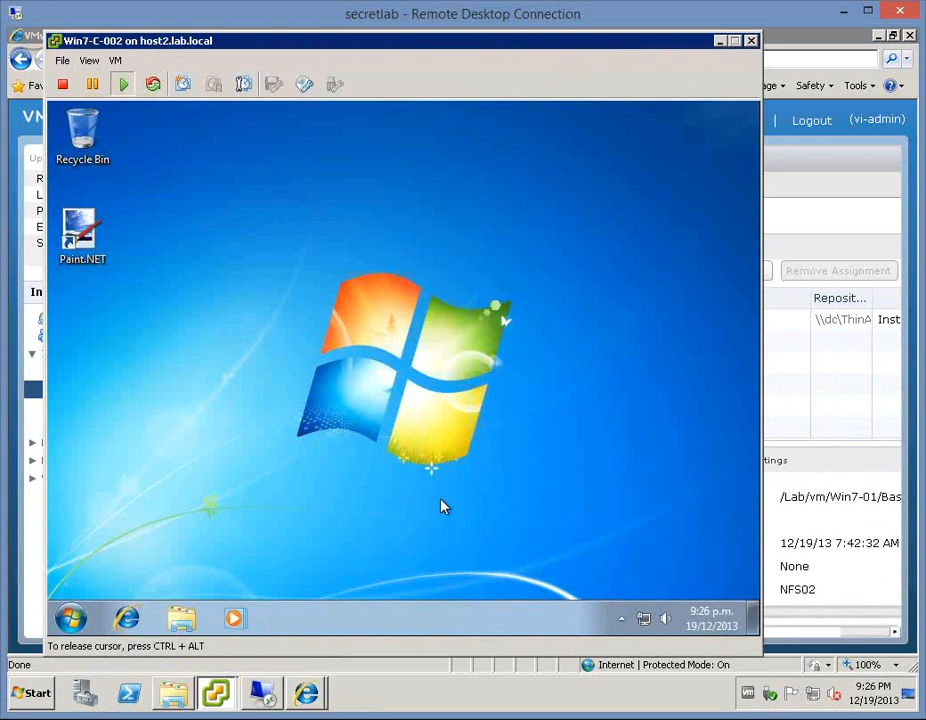 secretlab - Remote Desktop Connection
Win7-C-002 on host2.lab.local
File View VM
Safety Tools
Logout (vi-admin)
Recycle Bin
Paint.NET
Remove Assignment
Reposit...
\\dc\ThinA Inst
/Lab/vm/Win7-01/Bas
12/19/13 7:42:32 AM
None
NFS02
9:26 p.m.
19/12/2013
To release cursor, press CTRL + ALT
Done Internet | Protected Mode: On 100%
Start
9:26 PM
12/19/2013